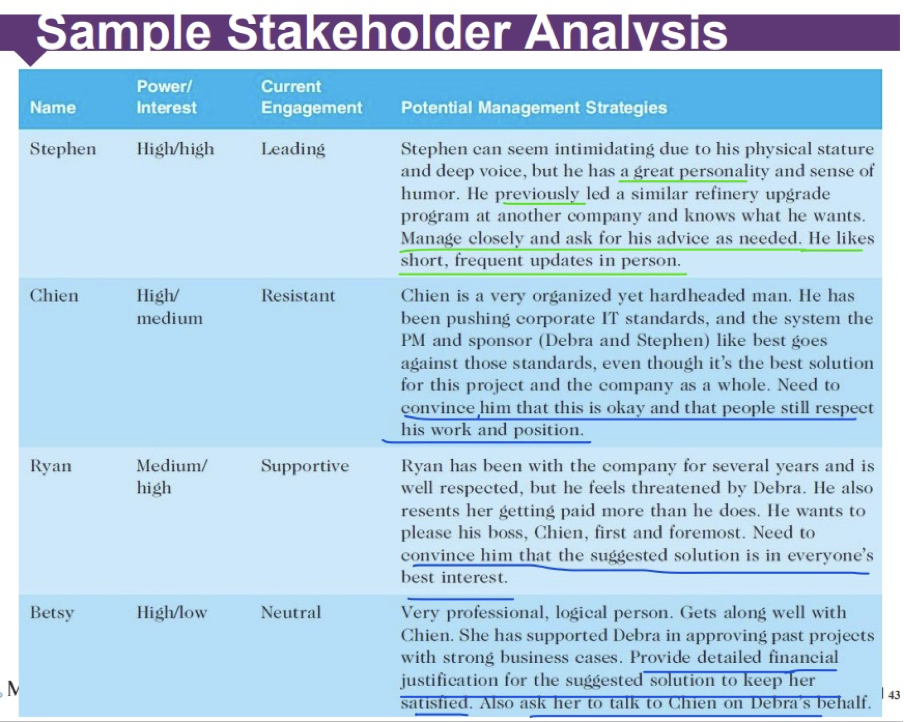 Sample Stakeholder Analysis
Power/ Current
Name Interest Engagement Potential Management Strategies
Stephen High/high Leading Stephen can seem intimidating due to his physical stature
and deep voice, but he has a great personality and sense of
humor. He previously led a similar refinery upgrade
program at another company and knows what he wants.
Manage closely and ask for his advice as needed. He likes
short, frequent updates in person.
Chien High/ Resistant Chien is a very organized yet hardheaded man. He has
medium been pushing corporate IT standards, and the system the
PM and sponsor (Debra and Stephen) like best goes
against those standards, even though it's the best solution
for this project and the company as a whole. Need to
convince him that this is okay and that people still respect
his work and position.
Ryan Medium/ Supportive Ryan has been with the company for several years and is
high well respected, but he feels threatened by Debra. He also
resents her getting paid more than he does. He wants to
please his boss, Chien, first and foremost. Need to
convince him that the suggested solution is in everyone's
best interest.
Betsy High/low Neutral Very professional, logical person. Gets along well with
Chien. She has supported Debra in approving past projects
with strong business cases. Provide detailed financial
justification for the suggested solution to keep her
satisfied. Also ask her to talk to Chien on Debra's behalf.
43